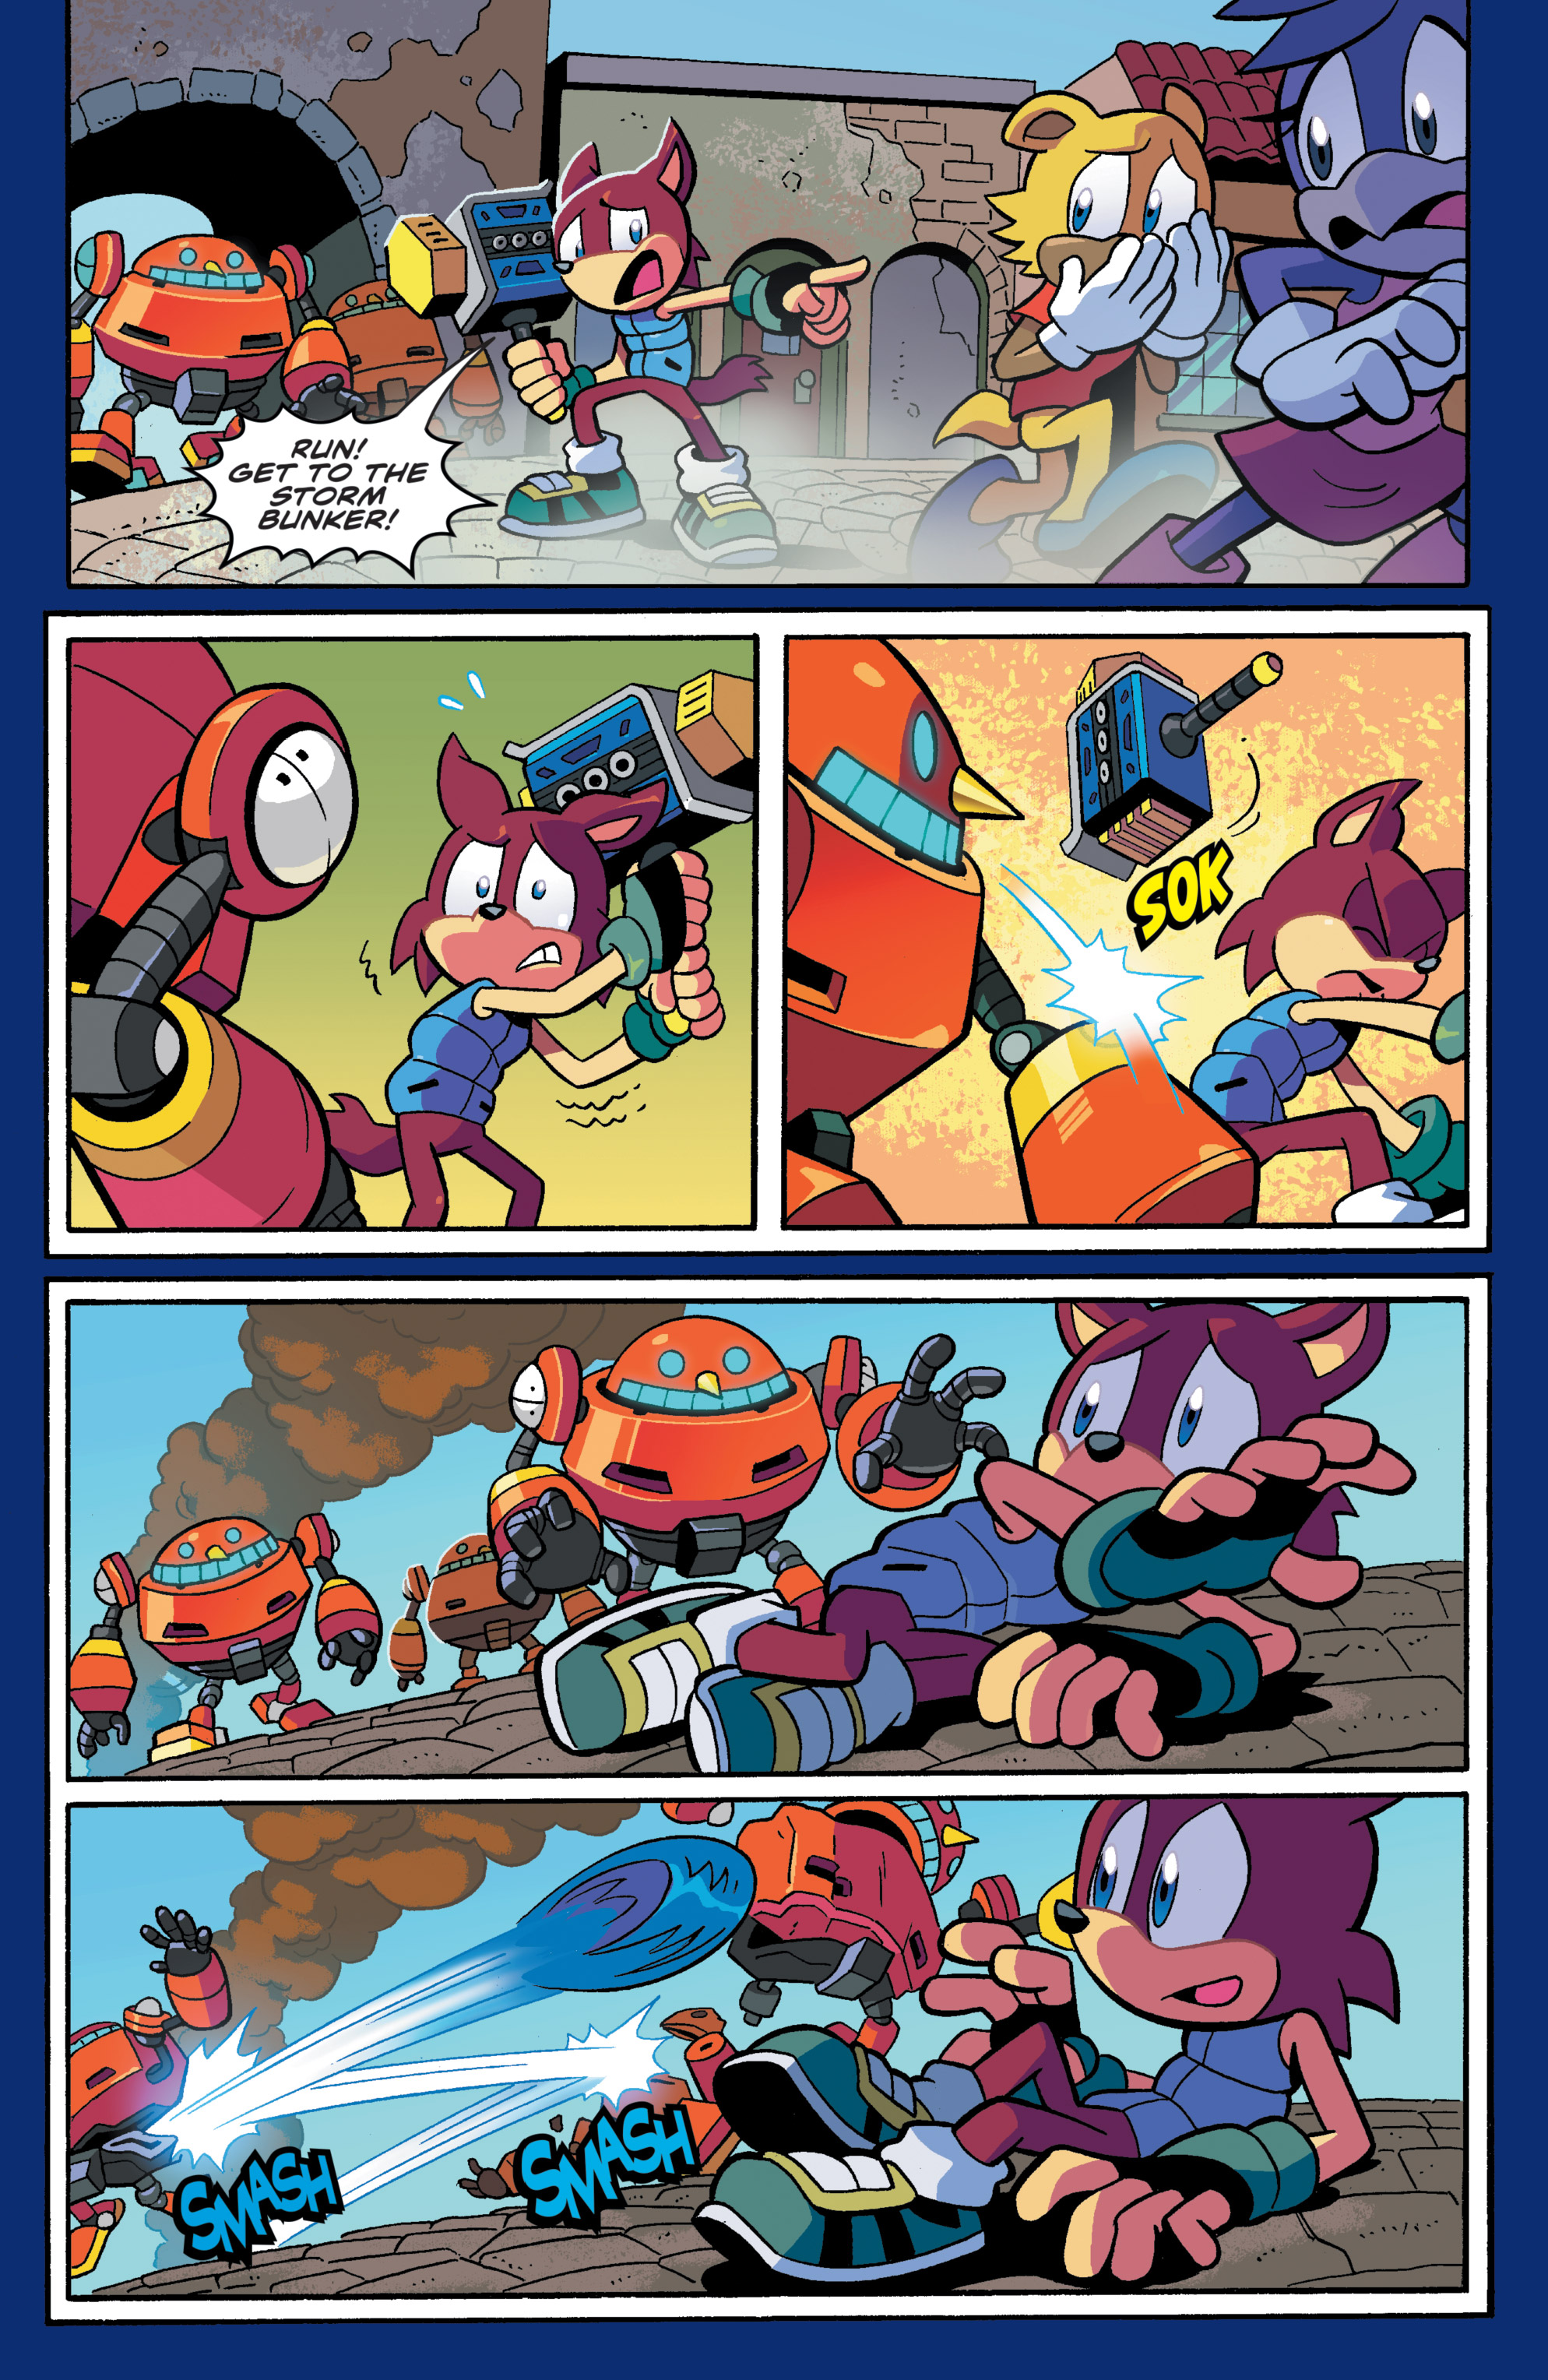 RUN!
GET TO THE
STORM
BUNKER!
SOK
SMASH
SMASH